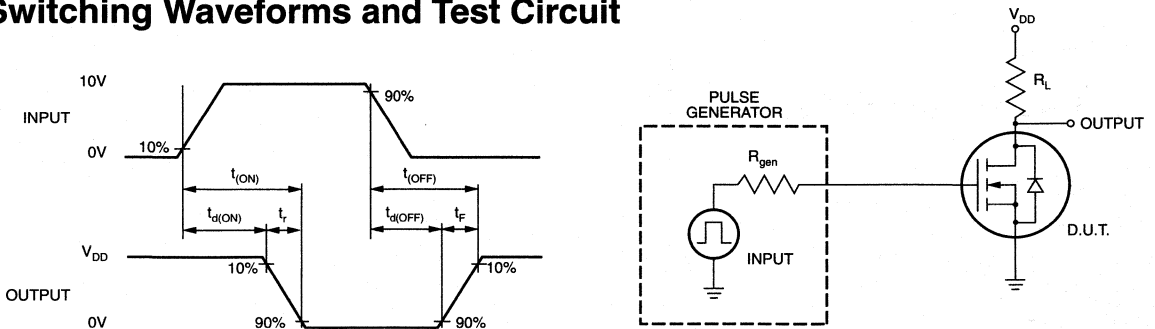 Switching Waveforms and Test Circuit
10V
INPUT
0V
10%
90%
t(ON)
t(OFF)
td(ON)
tr
td(OFF)
tF
VDD
10%
10%
OUTPUT
0V
90%
90%
PULSE
GENERATOR
Rgen
INPUT
VDD
RL
OUTPUT
D.U.T.